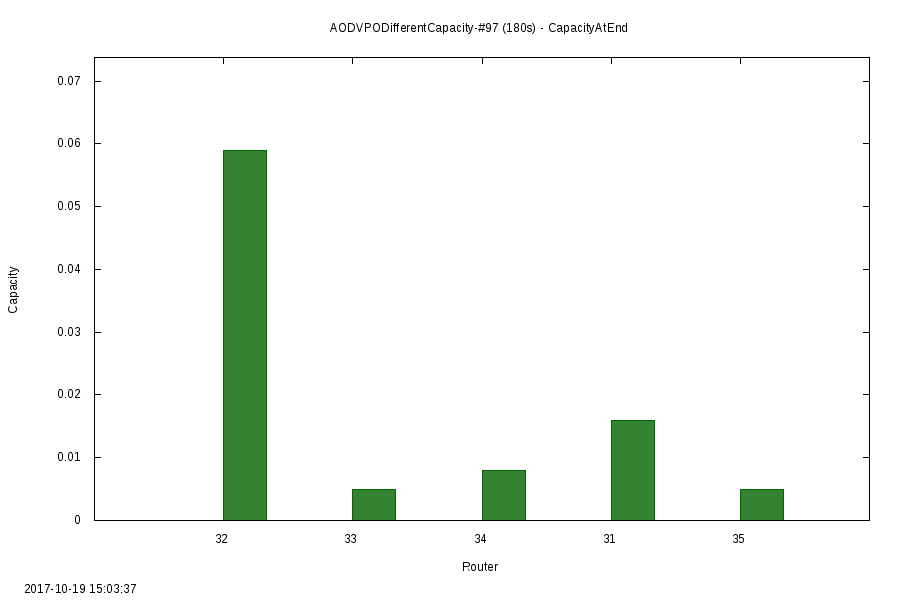 AODVPODifferentCapacity-#97 (180s) - CapacityAtEnd
0.07
0.06
0.05
0.04
0.03
0.02
0.01
0
Capacity
32 33 34 31 35
Router
2017-10-19 15:03:37